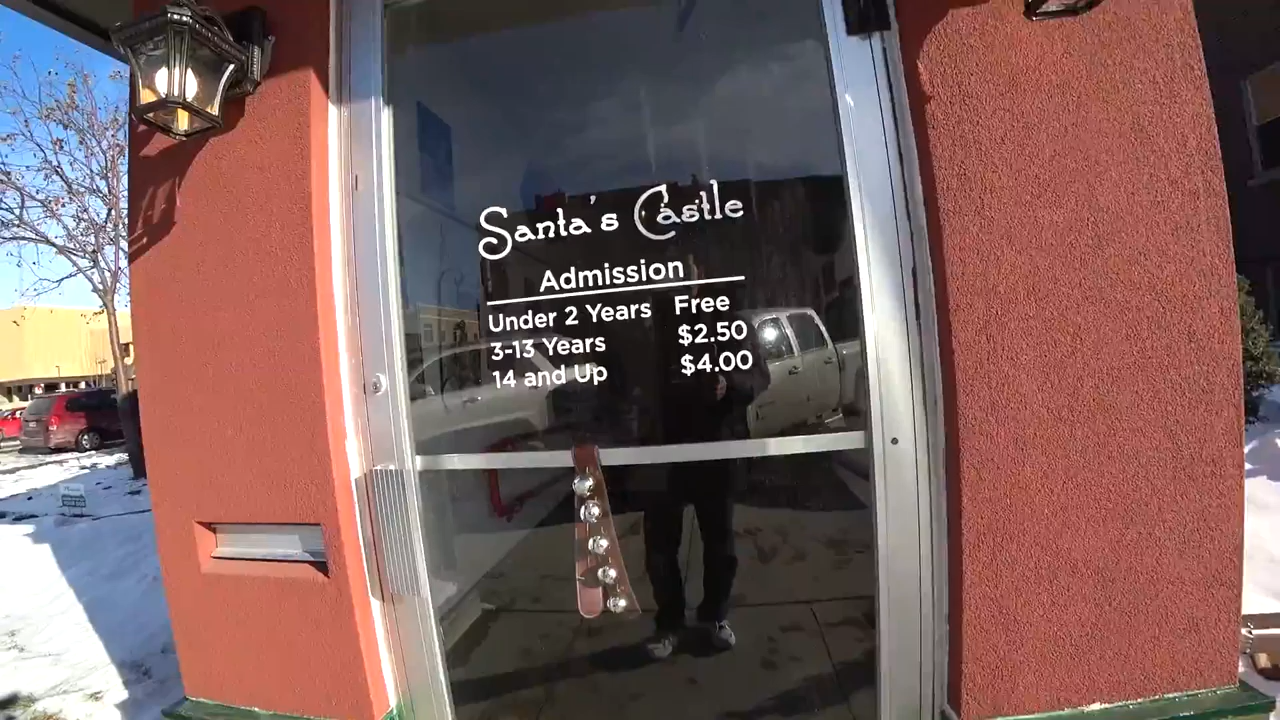 Santa's Castle
Admission
Under 2 Years Free
3-13 Years $2.50
14 and Up $4.00